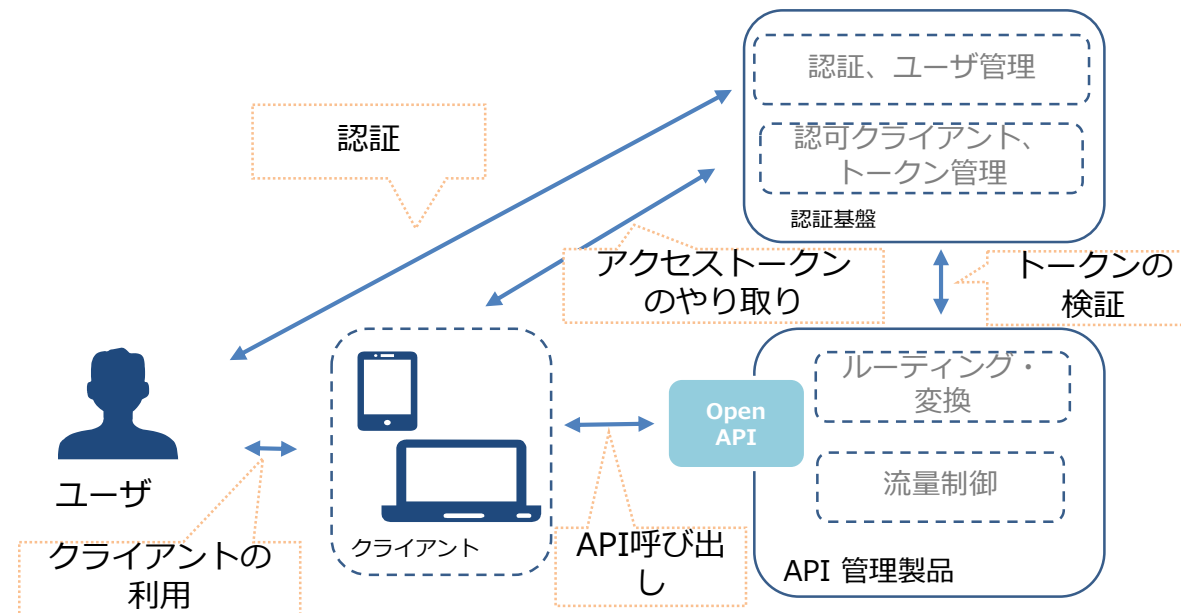 認証、ユーザ管理
認可クライアント、
トークン管理
認証基盤
認証
アクセストークン
のやり取り
トークンの
検証
ルーティング・
変換
Open
API
流量制御
API 管理製品
ユーザ
クライアントの
利用
クライアント
API呼び出
し